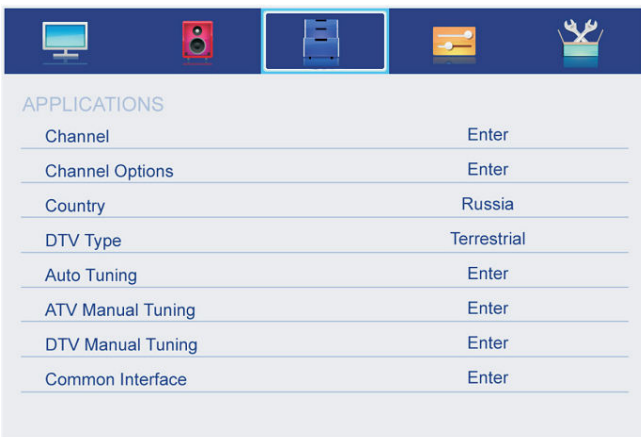 APPLICATIONS
Channel Enter
Channel Options Enter
Country Russia
DTV Type Terrestrial
Auto Tuning Enter
ATV Manual Tuning Enter
DTV Manual Tuning Enter
Common Interface Enter